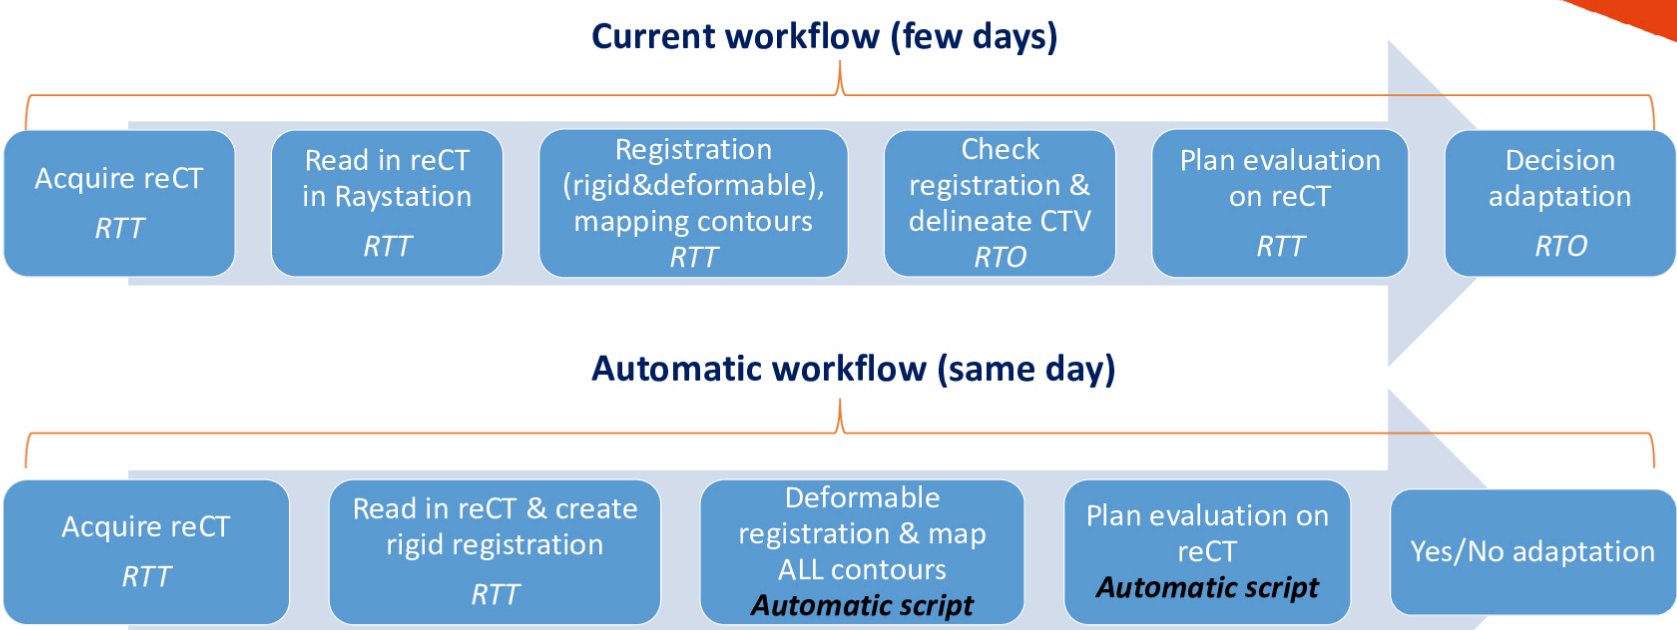 Current workflow (few days)
Acquire reCT
RTT
Read in reCT
in Raystation
RTT
Registration
(rigid&deformable),
mapping contours
RTT
Check
registration &
delineate CTV
RTO
Plan evaluation
on reCT
RTT
Decision
adaptation
RTO
Automatic workflow (same day)
Acquire reCT
RTT
Read in reCT & create
rigid registration
RTT
Deformable
registration & map
ALL contours
Automatic script
Plan evaluation on
reCT
Automatic script
Yes/No adaptation